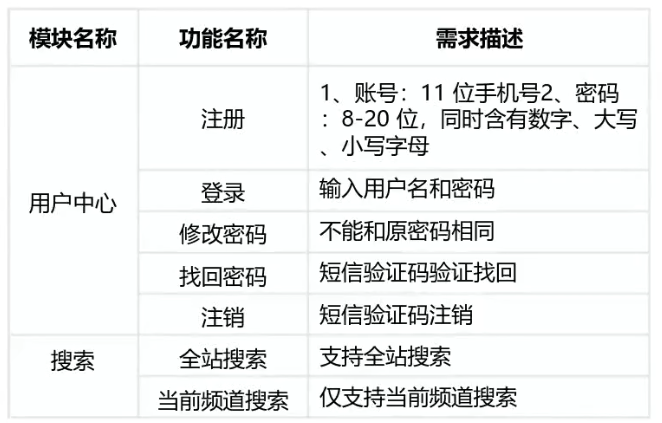 模块名称 功能名称 需求描述
用户中心
注册
1、账号：11 位手机号2、密码
：8-20 位，同时含有数字、大写
、小写字母
登录 输入用户名和密码
修改密码 不能和原密码相同
找回密码 短信验证码验证找回
注销 短信验证码注销
搜索
全站搜索 支持全站搜索
当前频道搜索 仅支持当前频道搜索